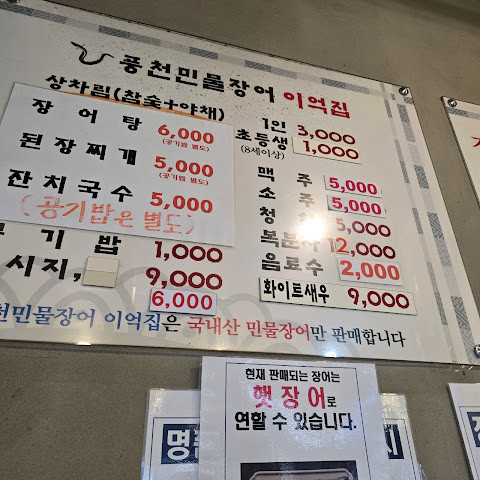 풍천민물장어 이억집
상차림(참숯+야채)
1인 3,000
초등생 1,000
(8세이상)
장어탕 6,000
(공기밥 별도)
된장찌개 5,000
(공기밥 별도)
잔치국수 5,000
(공기밥은 별도)
기밥 1,000
시지, 9,000
6,000
맥주 5,000
소주 5,000
청 5,000
복분자 12,000
음료수 2,000
화이트새우 9,000
천민물장어 이억집은 국내산 민물장어만 판매합니다
현재 판매되는 장어는
햇장어로
연할 수 있습니다.